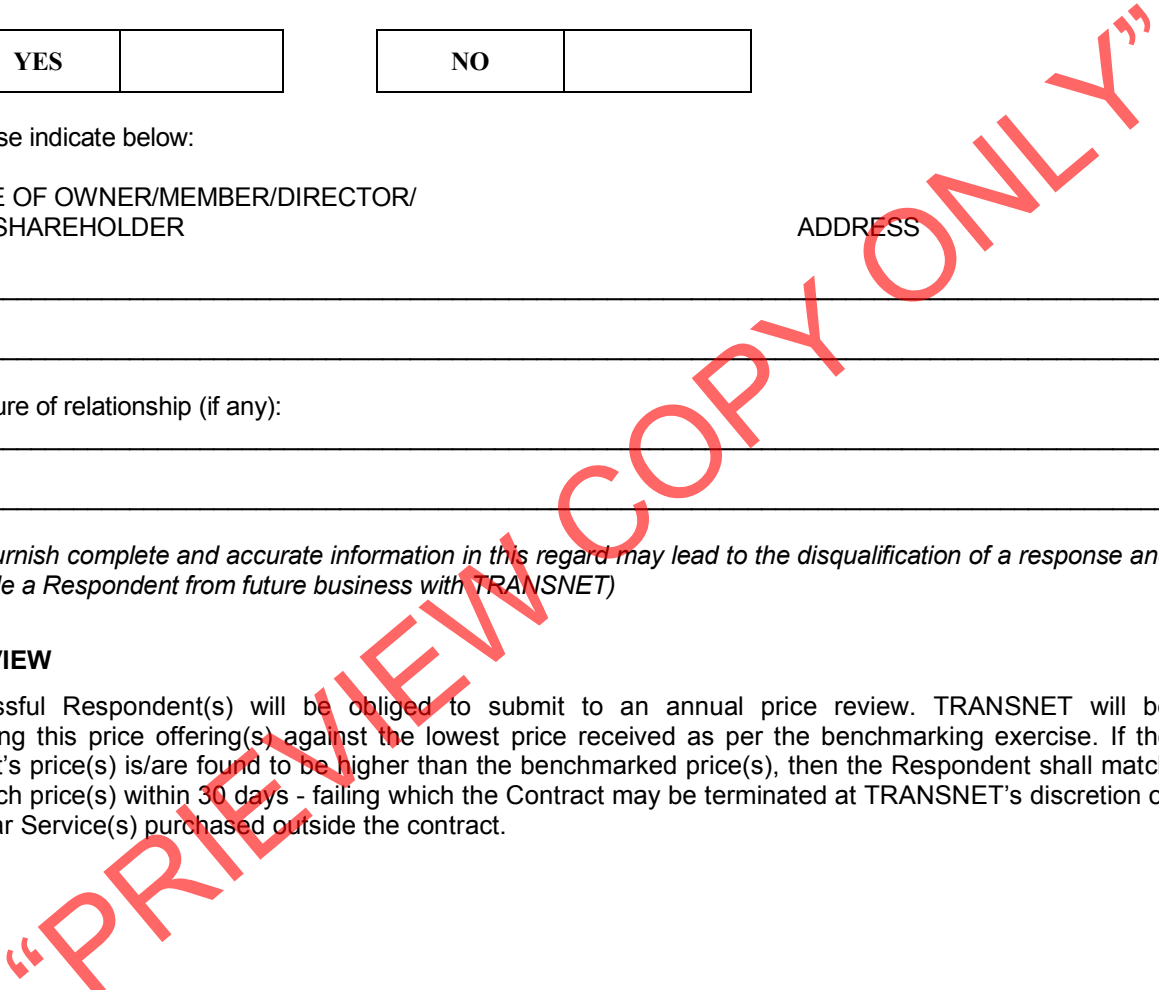 YES NO
se indicate below:
E OF OWNER/MEMBER/DIRECTOR/
SHAREHOLDER ADDRESS
ure of relationship (if any):
urnish complete and accurate information in this regard may lead to the disqualification of a response an
le a Respondent from future business with TRANSNET)
VIEW
ssful Respondent(s) will be obliged to submit to an annual price review. TRANSNET will be
ng this price offering(s) against the lowest price received as per the benchmarking exercise. If the
t's price(s) is/are found to be higher than the benchmarked price(s), then the Respondent shall match
ch price(s) within 30 days - failing which the Contract may be terminated at TRANSNET's discretion o
ar Service(s) purchased outside the contract.
“PRIEVIEW COPY ONLY”